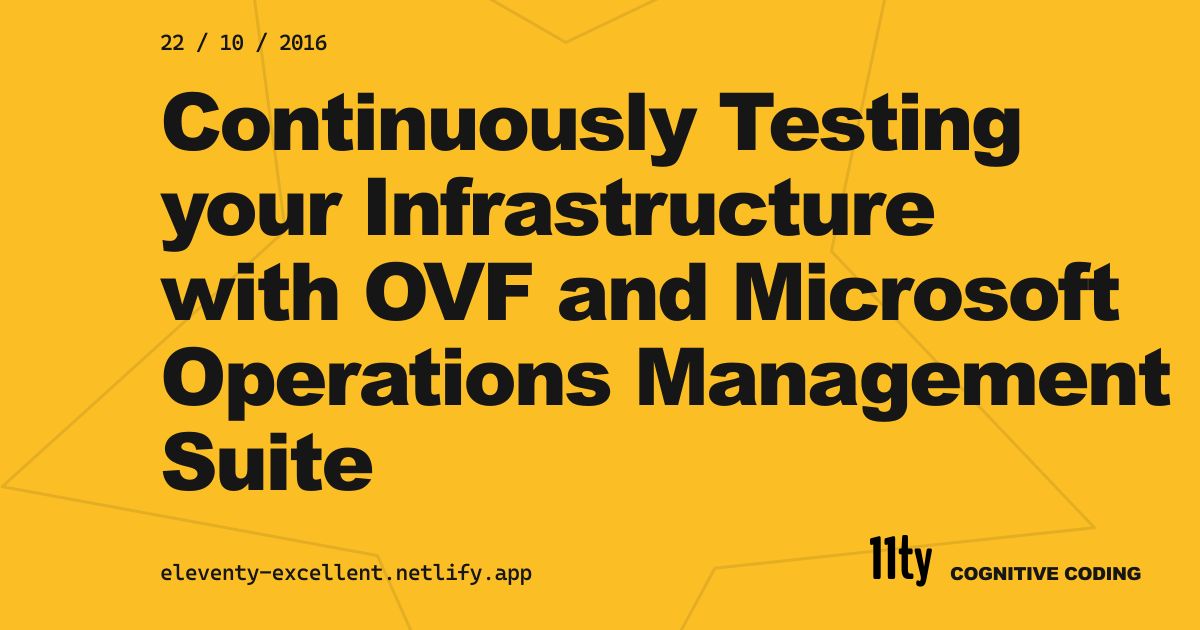 22 / 10 / 2016
Continuously Testing
your Infrastructure
with OVF and Microsoft
Operations Management
Suite
eleventy-excellent.netlify.app
11ty COGNITIVE CODING